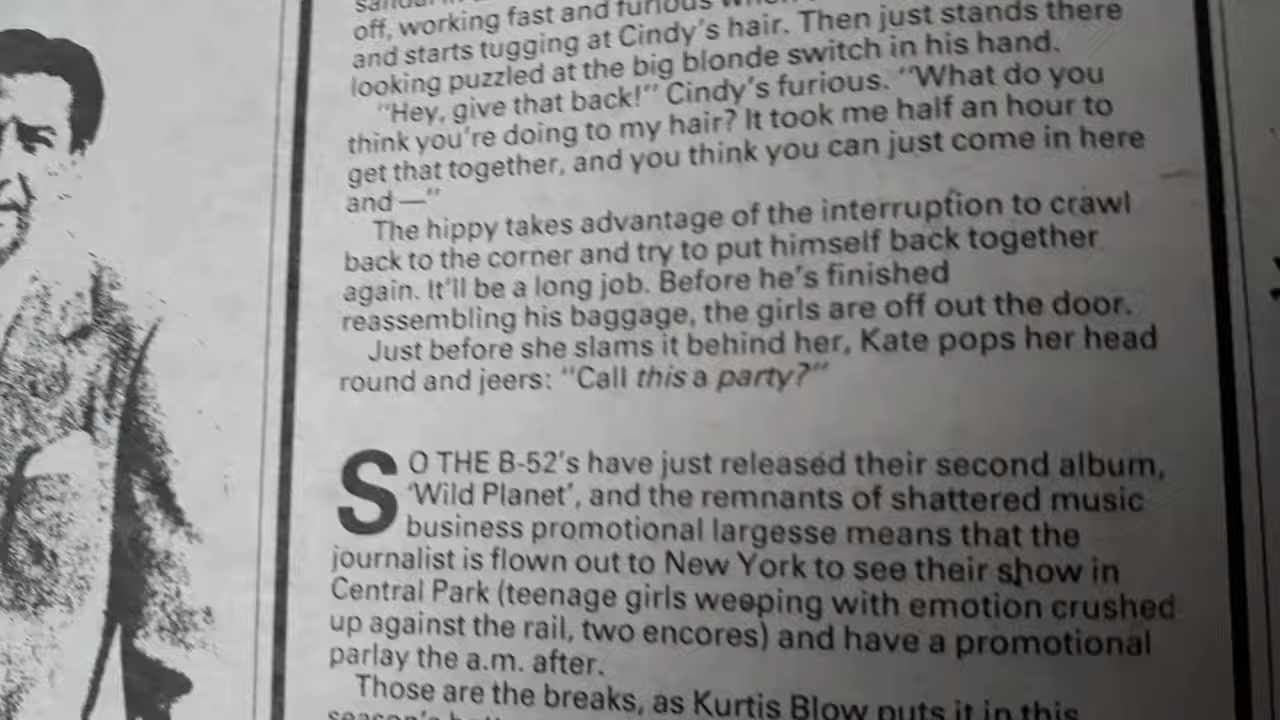 off, working fast and furious
and starts tugging at Cindy's hair. Then just stands there
looking puzzled at the big blonde switch in his hand.
"Hey, give that back!" Cindy's furious. "What do you
think you're doing to my hair? It took me half an hour to
get that together, and you think you can just come in here
and —"
The hippy takes advantage of the interruption to crawl
back to the corner and try to put himself back together
again. It'll be a long job. Before he's finished
reassembling his baggage, the girls are off out the door.
Just before she slams it behind her, Kate pops her head
round and jeers: "Call this a party?"
SO THE B-52's have just released their second album,
'Wild Planet', and the remnants of shattered music
business promotional largesse means that the
journalist is flown out to New York to see their show in
Central Park (teenage girls weeping with emotion crushed
up against the rail, two encores) and have a promotional
parlay the a.m. after.
Those are the breaks, as Kurtis Blow puts it in this